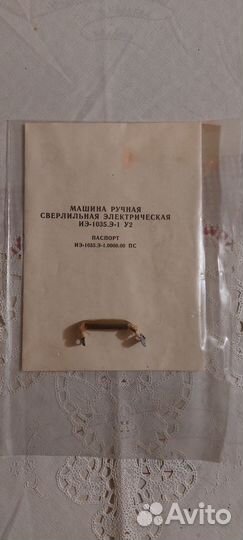 МАШИНА РУЧНАЯ
СВЕРЛИЛЬНАЯ ЭЛЕКТРИЧЕСКАЯ
ИЭ-1035.Э-1 У2
ПАСПОРТ
ИЭ-1035.Э-1.0000.00 ПС
Avito